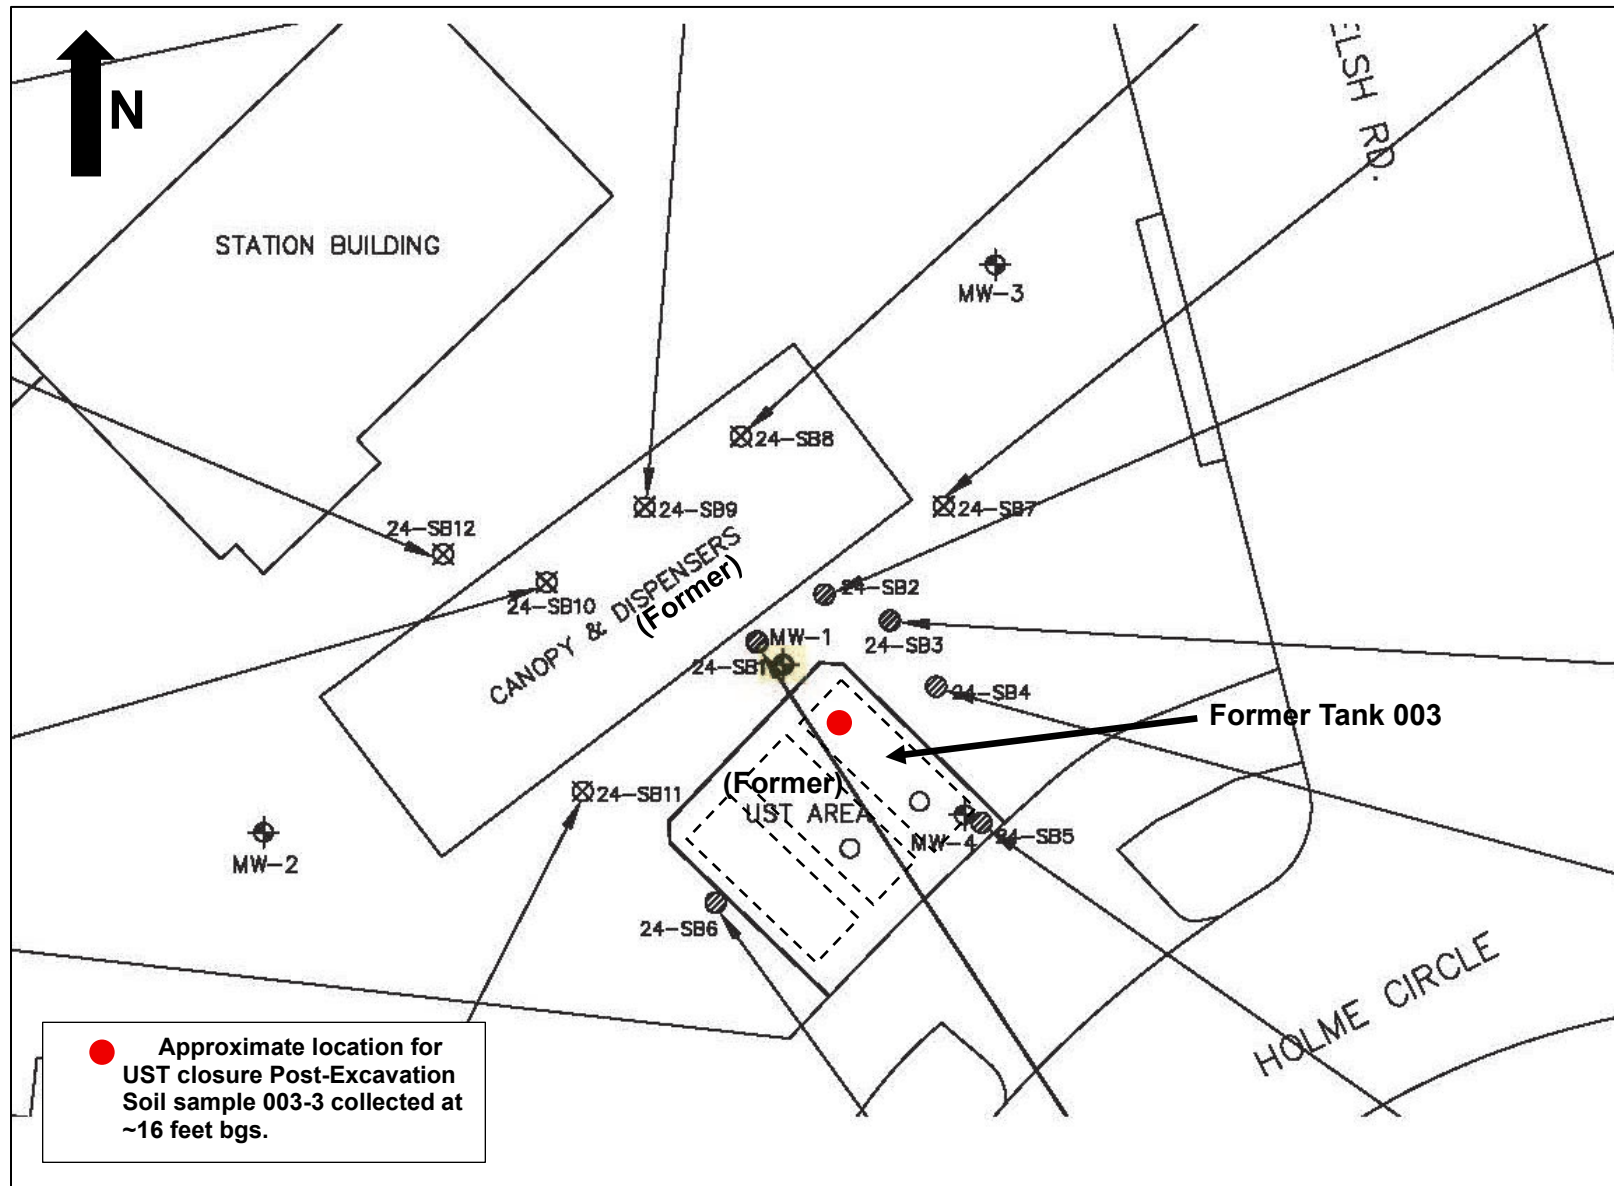 N
ELSH RD.
STATION BUILDING
MW-3
24-SB8
24-SB9
24-SB7
24-SB12
24-SB10
CANOPY & DISPENSERS
(Former)
24-SB2
24-SB3
MW-1
24-SB1
24-SB4
Former Tank 003
(Former)
UST AREA
24-SB11
MW-4
24-SB5
MW-2
24-SB6
HOLME CIRCLE
Approximate location for
UST closure Post-Excavation
Soil sample 003-3 collected at
~16 feet bgs.